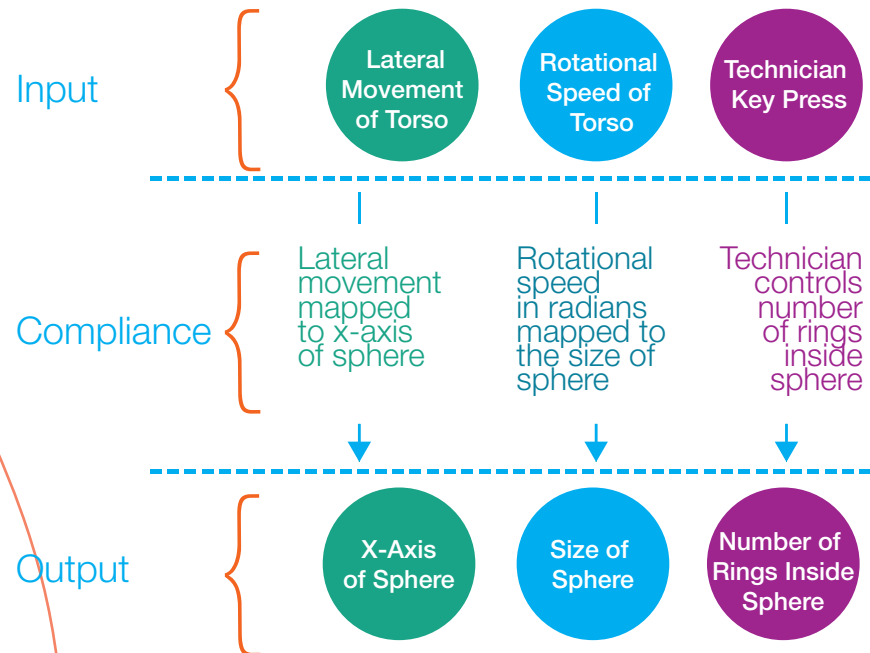 Input
Lateral
Movement
of Torso
Rotational
Speed of
Torso
Technician
Key Press
Compliance
Lateral
movement
mapped
to x-axis
of sphere
Rotational
speed
in radians
mapped to
the size of
sphere
Technician
controls
number
of rings
inside
sphere
Output
X-Axis
of Sphere
Size of
Sphere
Number of
Rings Inside
Sphere